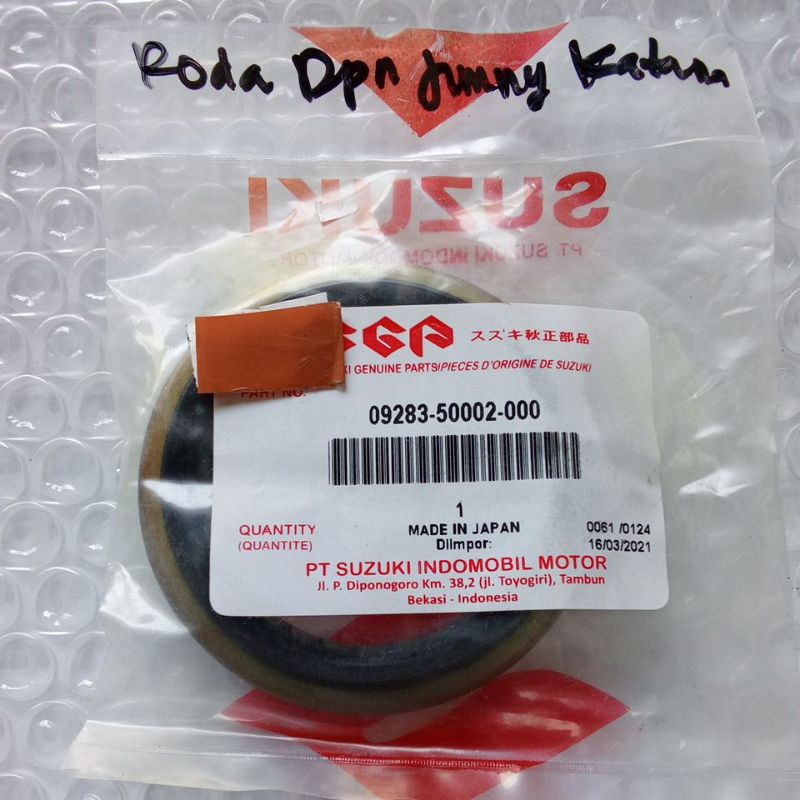 Roda Dpn Jimny Katana
SUZUKI
PT. SUZUKI INDOMOBIL MOTOR
SGP スズキ秋正部品
KI GENUINE PARTS/PIECES D'ORIGINE DE SUZUKI
PART NO.
09283-50002-000
1
QUANTITY
(QUANTITE)
MADE IN JAPAN
Diimpor:
0061 /0124
16/03/2021
PT SUZUKI INDOMOBIL MOTOR
Jl. P. Diponogoro Km. 38,2 (jl. Toyogiri), Tambun
Bekasi - Indonesia